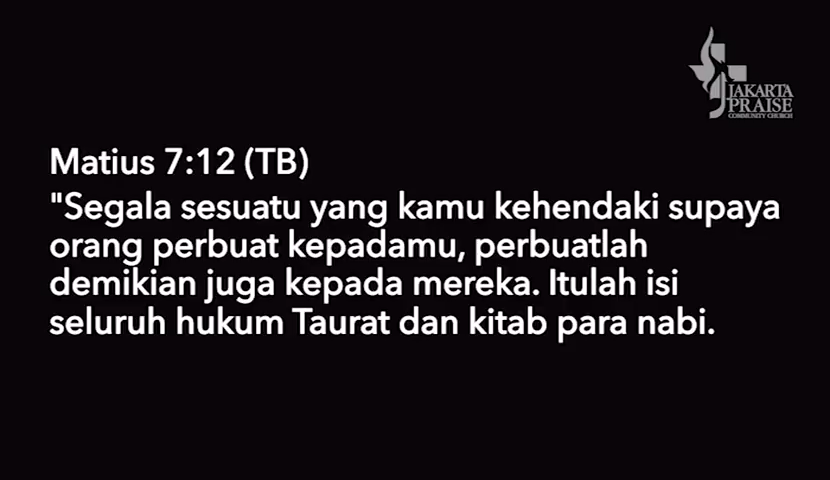 JAKARTA
PRAISE
COMMUNITY CHURCH
Matius 7:12 (TB)
"Segala sesuatu yang kamu kehendaki supaya
orang perbuat kepadamu, perbuatlah
demikian juga kepada mereka. Itulah isi
seluruh hukum Taurat dan kitab para nabi.